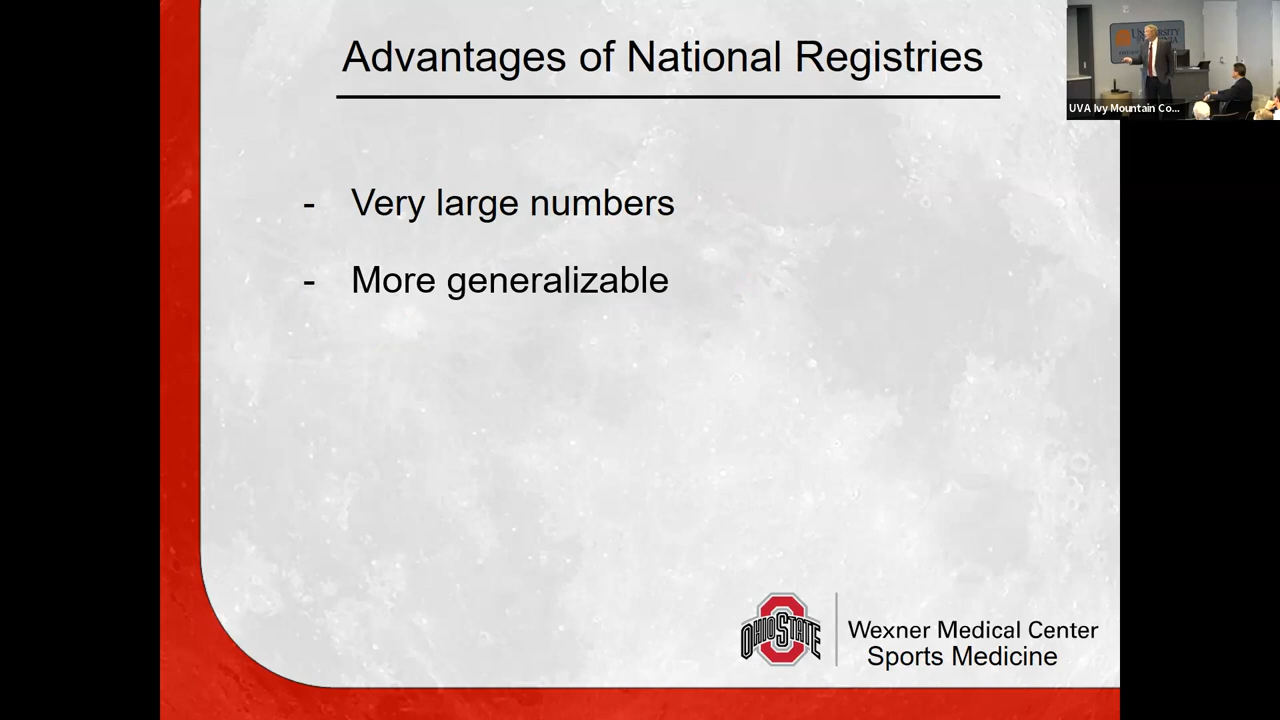 Advantages of National Registries
- Very large numbers
- More generalizable
OHIO STATE
Wexner Medical Center
Sports Medicine
UVA Ivy Mountain Co...